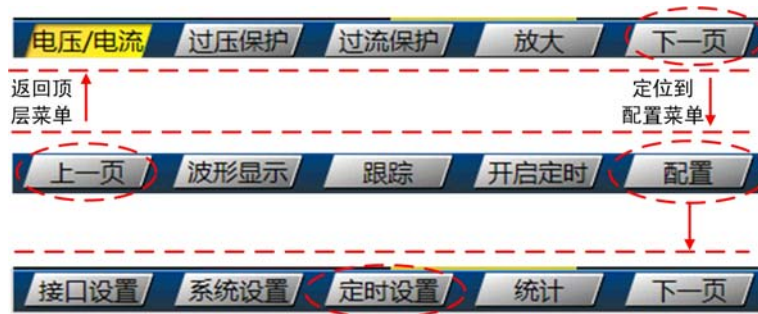 电压/电流 过压保护 过流保护 放大 下一页
返回顶
层菜单
定位到
配置菜单
上一页 波形显示 跟踪 开启定时 配置
接口设置 系统设置 定时设置 统计 下一页